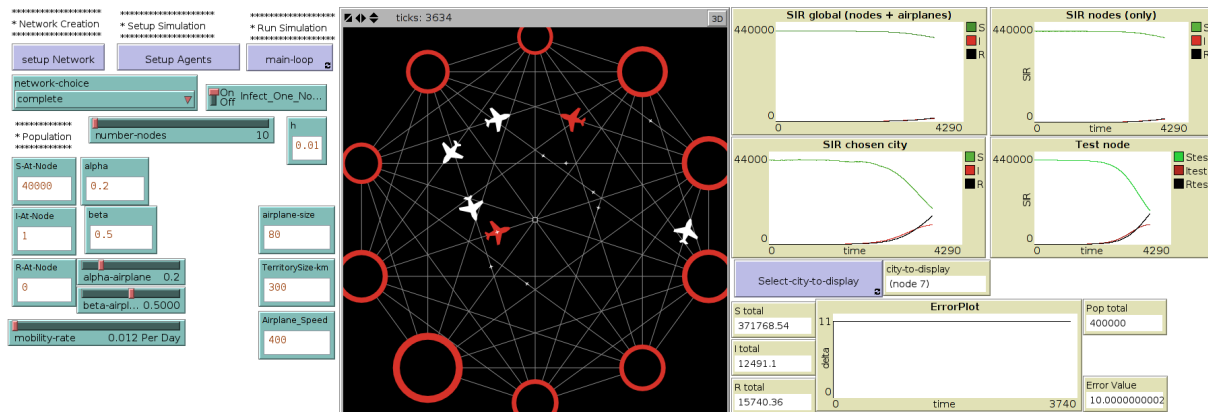 *******************
* Network Creation
*******************
*******************
* Setup Simulation
*******************
****************
* Run Simulation
****************
setup Network
Setup Agents
main-loop
network-choice
complete
On
Off
Infect_One_No...
************
* Population
************
number-nodes 10
h
0.01
S-At-Node
40000
alpha
0.2
I-At-Node
1
beta
0.5
R-At-Node
0
alpha-airplane 0.2
beta-airpl... 0.5000
mobility-rate 0.012 Per Day
airplane-size
80
TerritorySize-km
300
Airplane_Speed
400
ticks: 3634
3D
SIR global (nodes + airplanes)
440000
0
0
4290
S
I
R
SIR nodes (only)
440000
SIR
0
0
time
4290
S
I
R
SIR chosen city
440000
0
0
time
4290
S
I
R
Test node
440000
SIR
0
0
time
4290
Stest
Itest
Rtest
Select-city-to-display
city-to-display
(node 7)
S total
371768.54
I total
12491.1
R total
15740.36
ErrorPlot
11
delta
0
0
time
3740
Pop total
400000
Error Value
10.0000000002